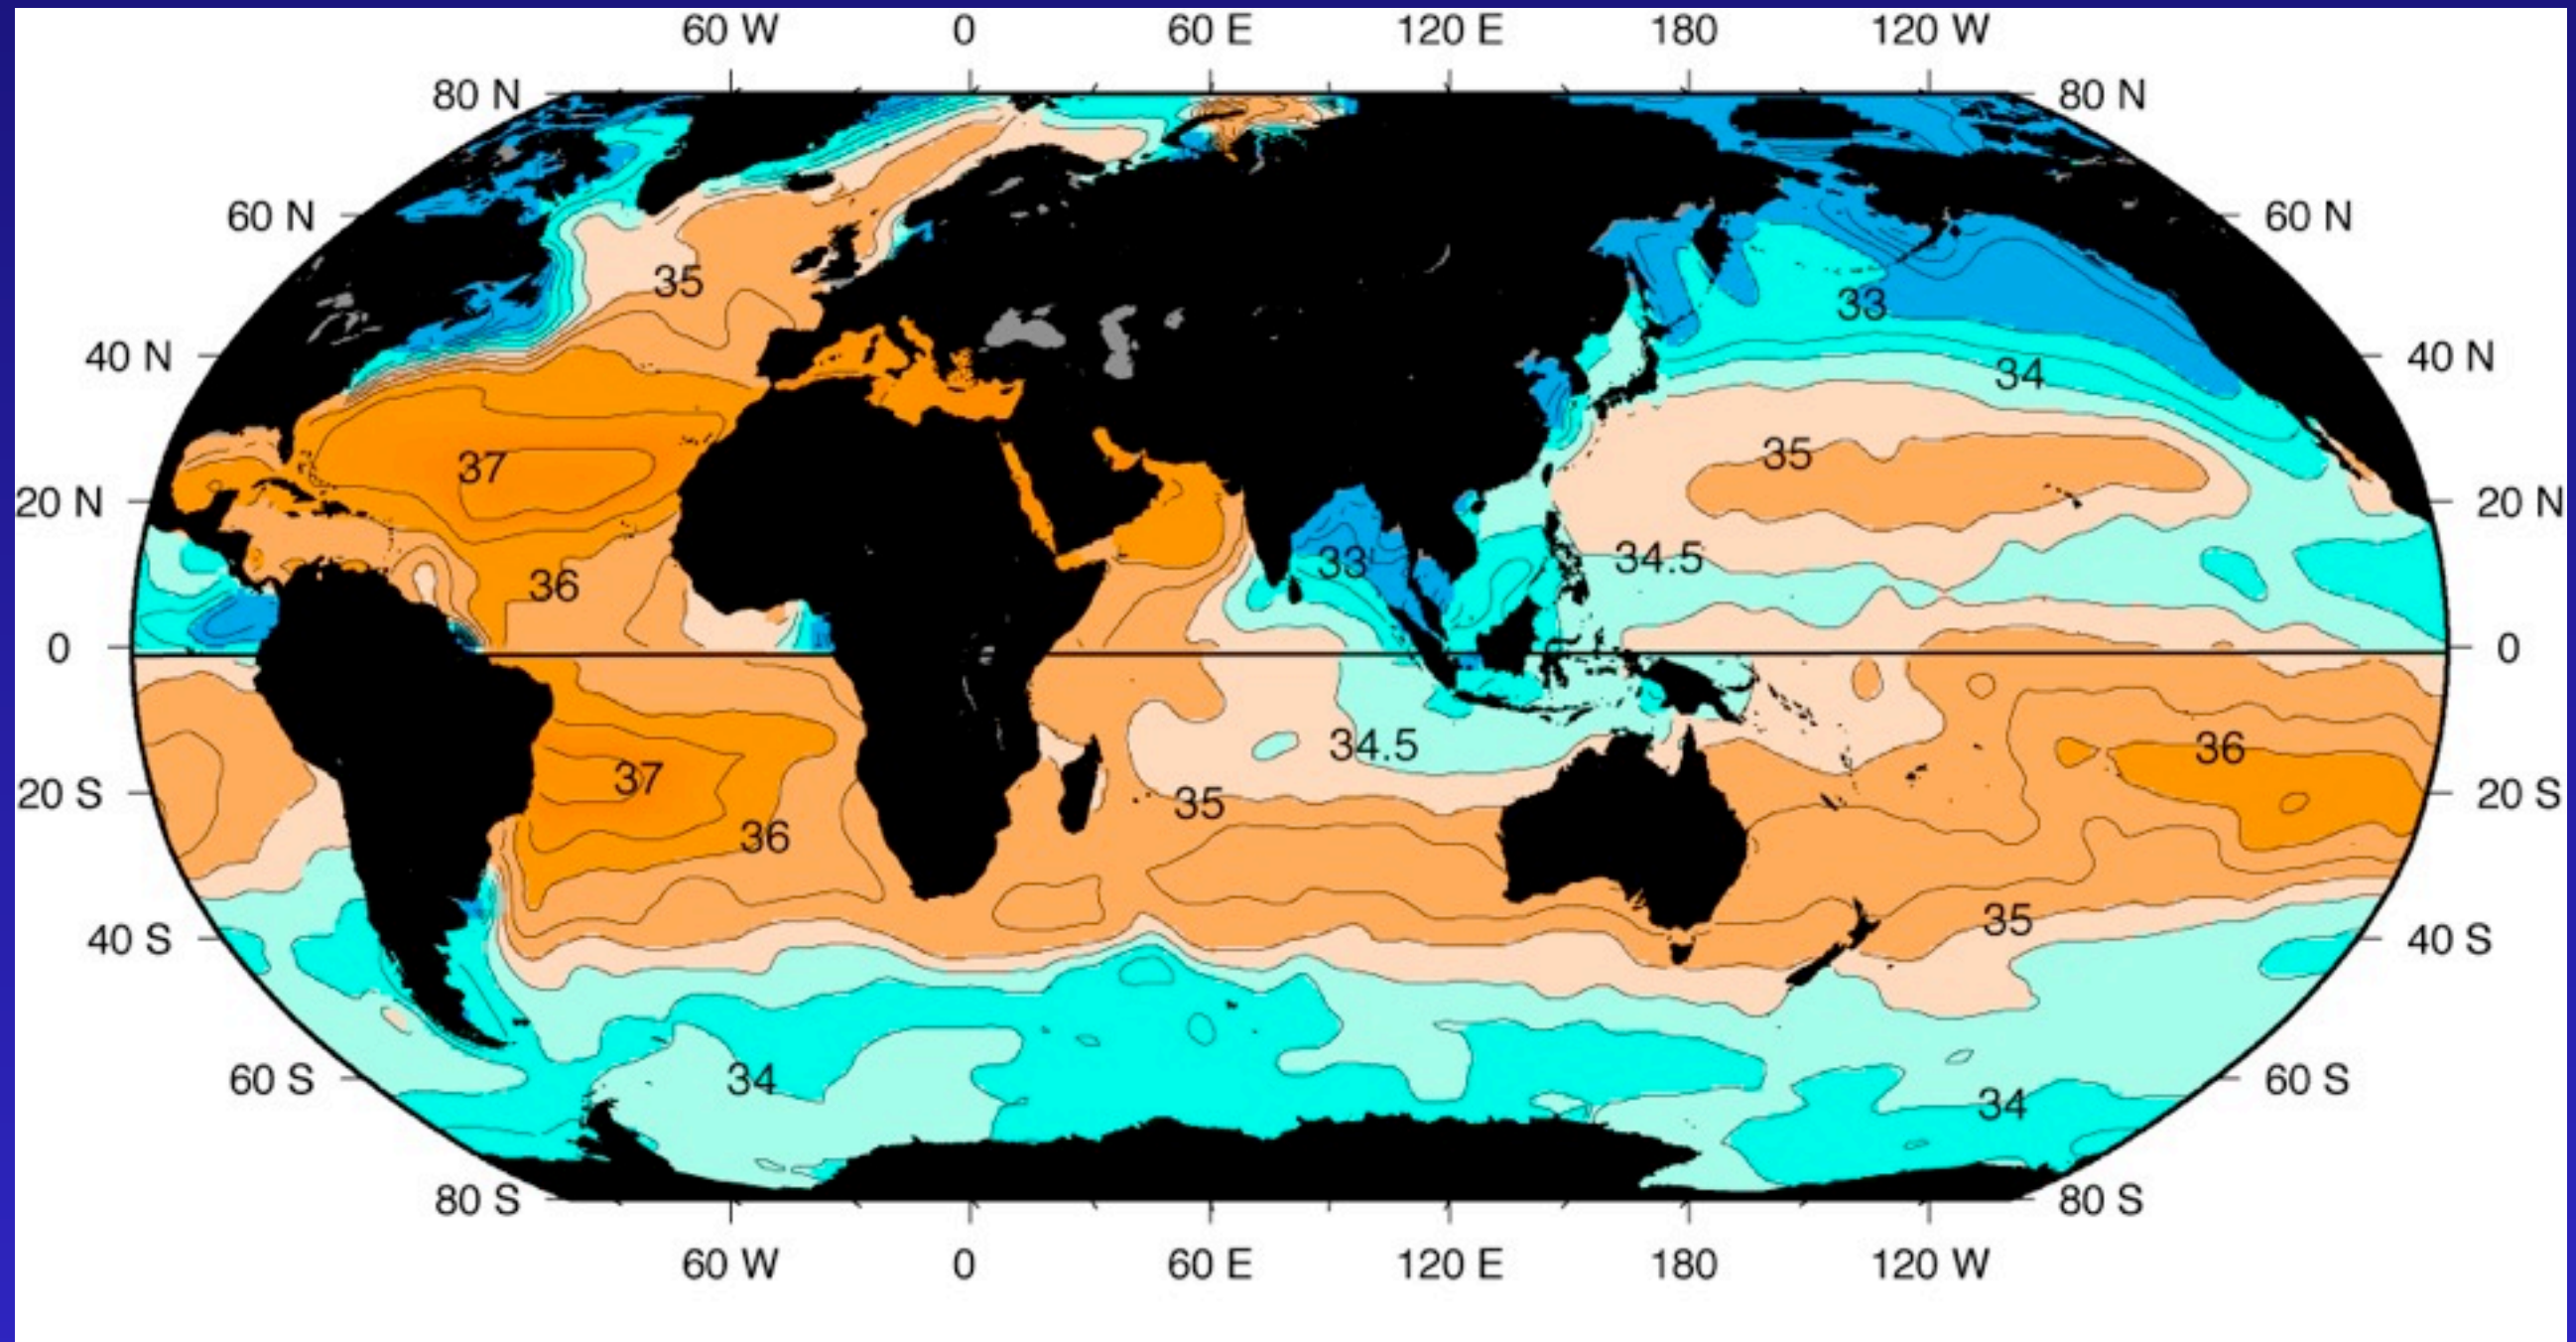 60 W 0 60 E 120 E 180 120 W
80 N 80 N
60 N 60 N
35
33
40 N 40 N
34
35
37
20 N 20 N
34.5
33
36
0 0
34.5 36
37
20 S 35 20 S
36
35
40 S 40 S
60 S 34 60 S
34
80 S 80 S
60 W 0 60 E 120 E 180 120 W